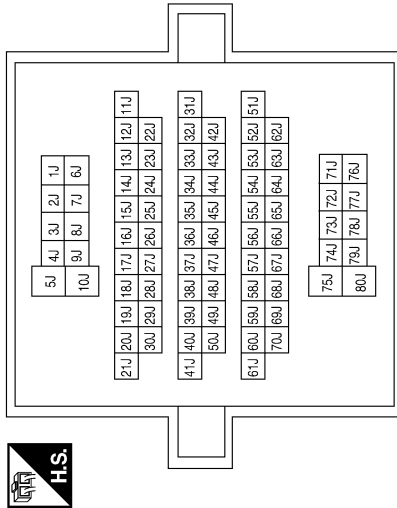 H.S.
5J 4J 3J 2J 1J
10J 9J 8J 7J 6J
21J 20J 19J 18J 17J 16J 15J 14J 13J 12J 11J
30J 29J 28J 27J 26J 25J 24J 23J 22J
41J 40J 39J 38J 37J 36J 35J 34J 33J 32J 31J
50J 49J 48J 47J 46J 45J 44J 43J 42J
61J 60J 59J 58J 57J 56J 55J 54J 53J 52J 51J
70J 69J 68J 67J 66J 65J 64J 63J 62J
75J 74J 73J 72J 71J
80J 79J 78J 77J 76J